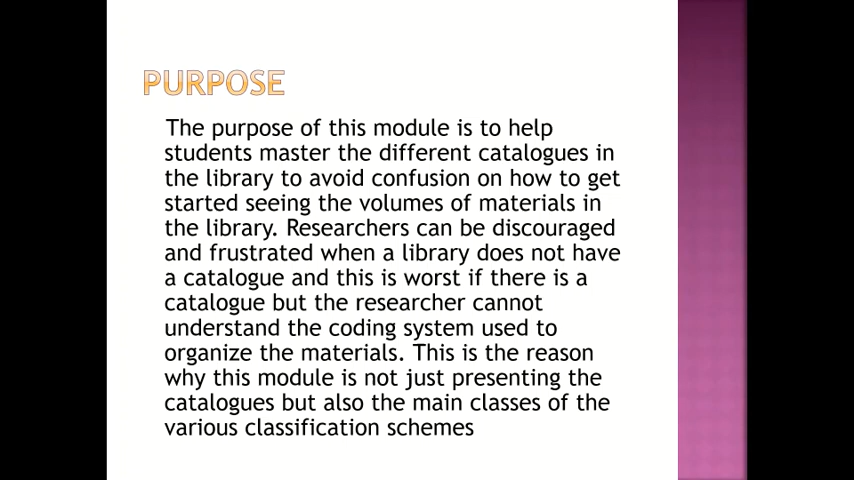 PURPOSE
The purpose of this module is to help
students master the different catalogues in
the library to avoid confusion on how to get
started seeing the volumes of materials in
the library. Researchers can be discouraged
and frustrated when a library does not have
a catalogue and this is worst if there is a
catalogue but the researcher cannot
understand the coding system used to
organize the materials. This is the reason
why this module is not just presenting the
catalogues but also the main classes of the
various classification schemes